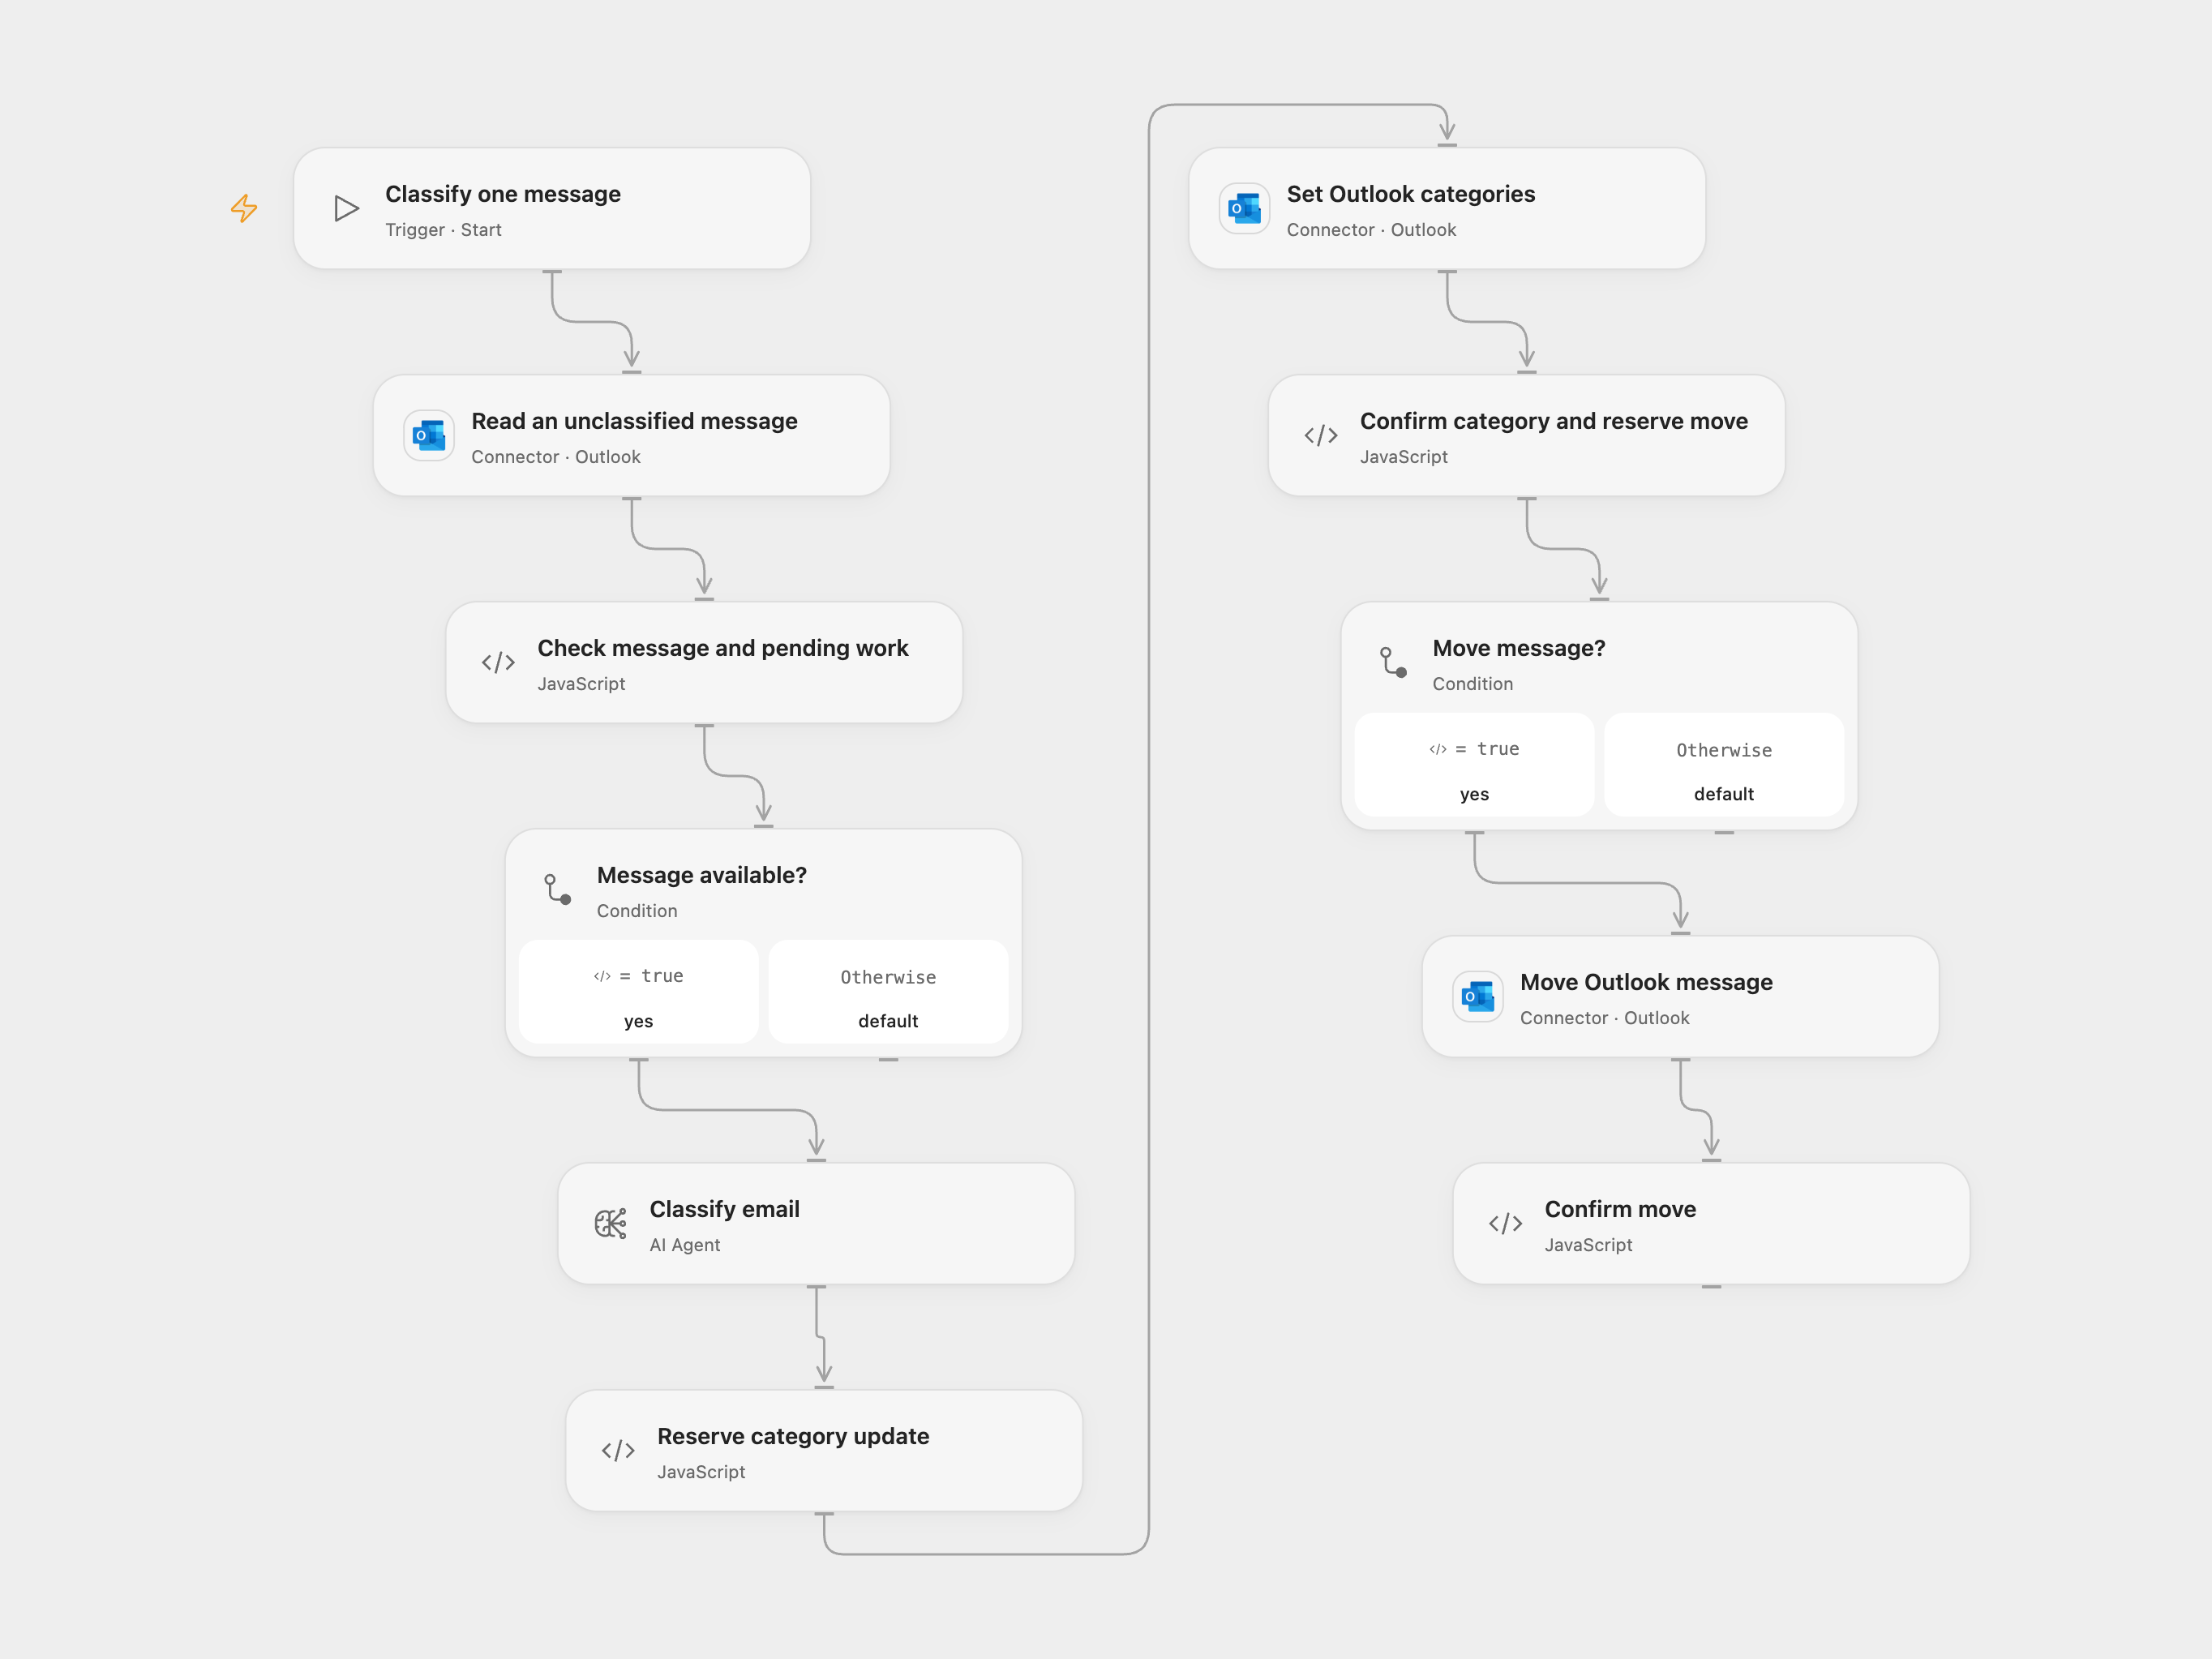 Classify one message
Trigger · Start
Read an unclassified message
Connector · Outlook
Check message and pending work
JavaScript
Message available?
Condition
</> = true
yes
Otherwise
default
Classify email
AI Agent
Reserve category update
JavaScript
Set Outlook categories
Connector · Outlook
Confirm category and reserve move
JavaScript
Move message?
Condition
</> = true
yes
Otherwise
default
Move Outlook message
Connector · Outlook
Confirm move
JavaScript